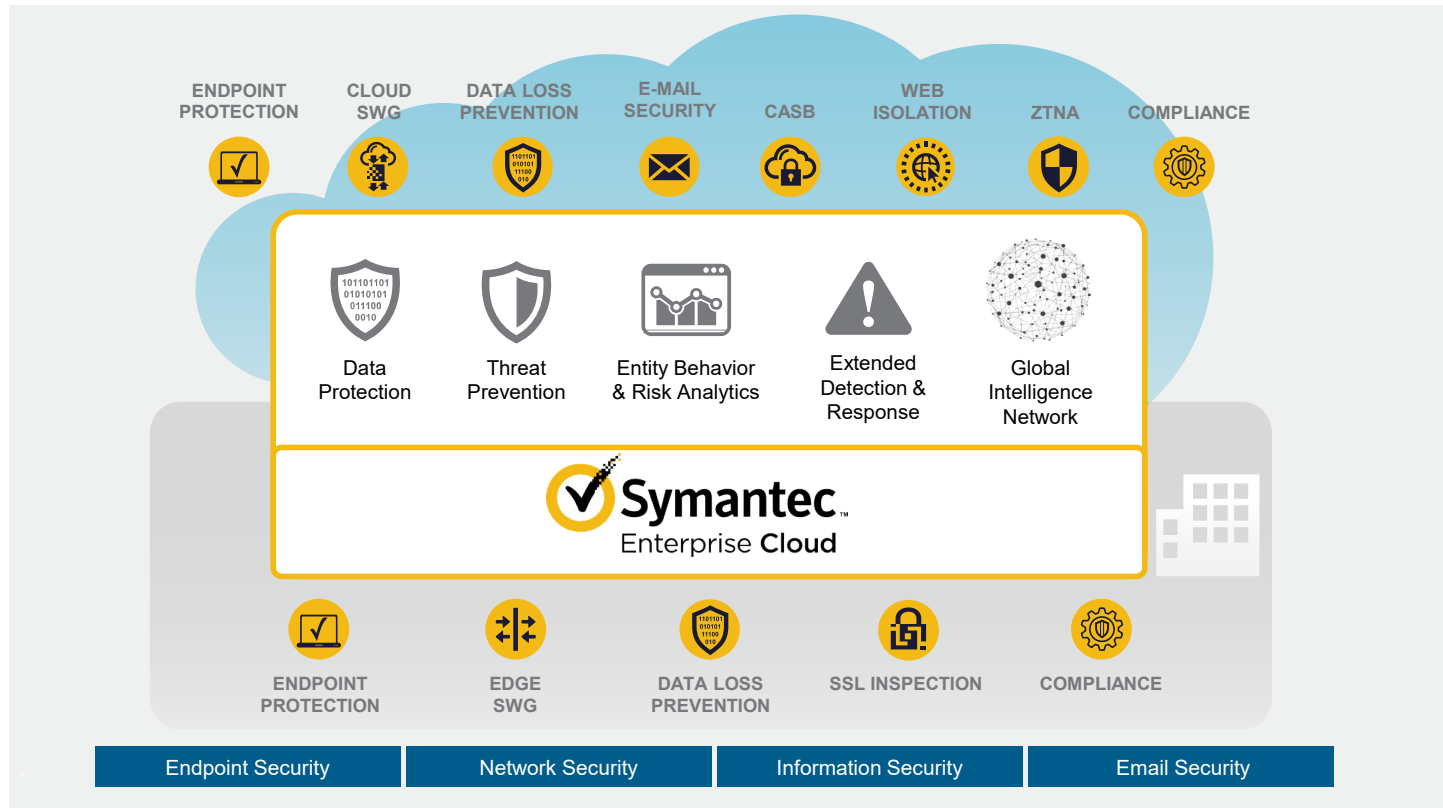 ENDPOINT
PROTECTION
CLOUD
SWG
DATA LOSS
PREVENTION
E-MAIL
SECURITY
CASB
WEB
ISOLATION
ZTNA
COMPLIANCE
1101101
010101
11100
010
101101101
01010101
011100
0010
Data
Protection
Threat
Prevention
Entity Behavior
& Risk Analytics
Extended
Detection &
Response
Global
Intelligence
Network
Symantec™
Enterprise Cloud
1101101
010101
11100
010
ENDPOINT
PROTECTION
EDGE
SWG
DATA LOSS
PREVENTION
SSL INSPECTION
COMPLIANCE
Endpoint Security
Network Security
Information Security
Email Security
7